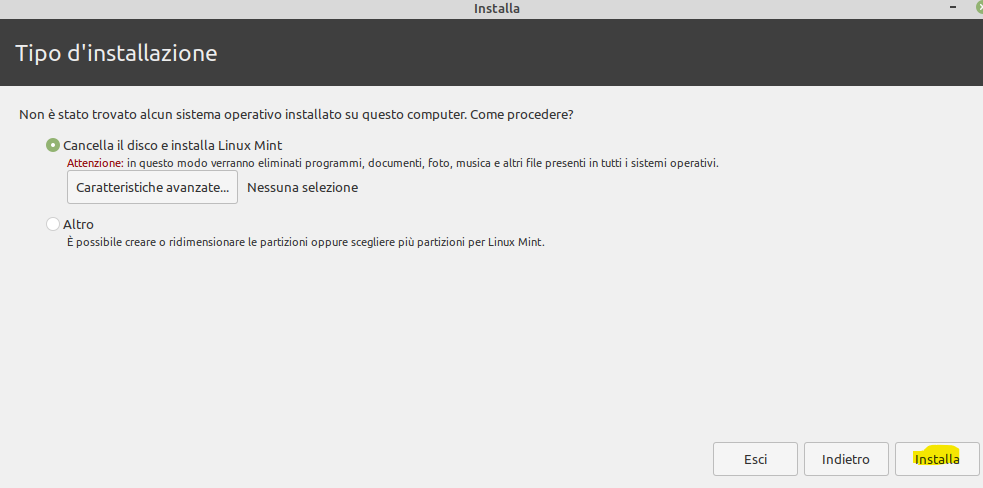 Installa
Tipo d'installazione
Non è stato trovato alcun sistema operativo installato su questo computer. Come procedere?
Cancella il disco e installa Linux Mint
Attenzione: in questo modo verranno eliminati programmi, documenti, foto, musica e altri file presenti in tutti i sistemi operativi.
Caratteristiche avanzate... Nessuna selezione
Altro
È possibile creare o ridimensionare le partizioni oppure scegliere più partizioni per Linux Mint.
Esci Indietro Installa